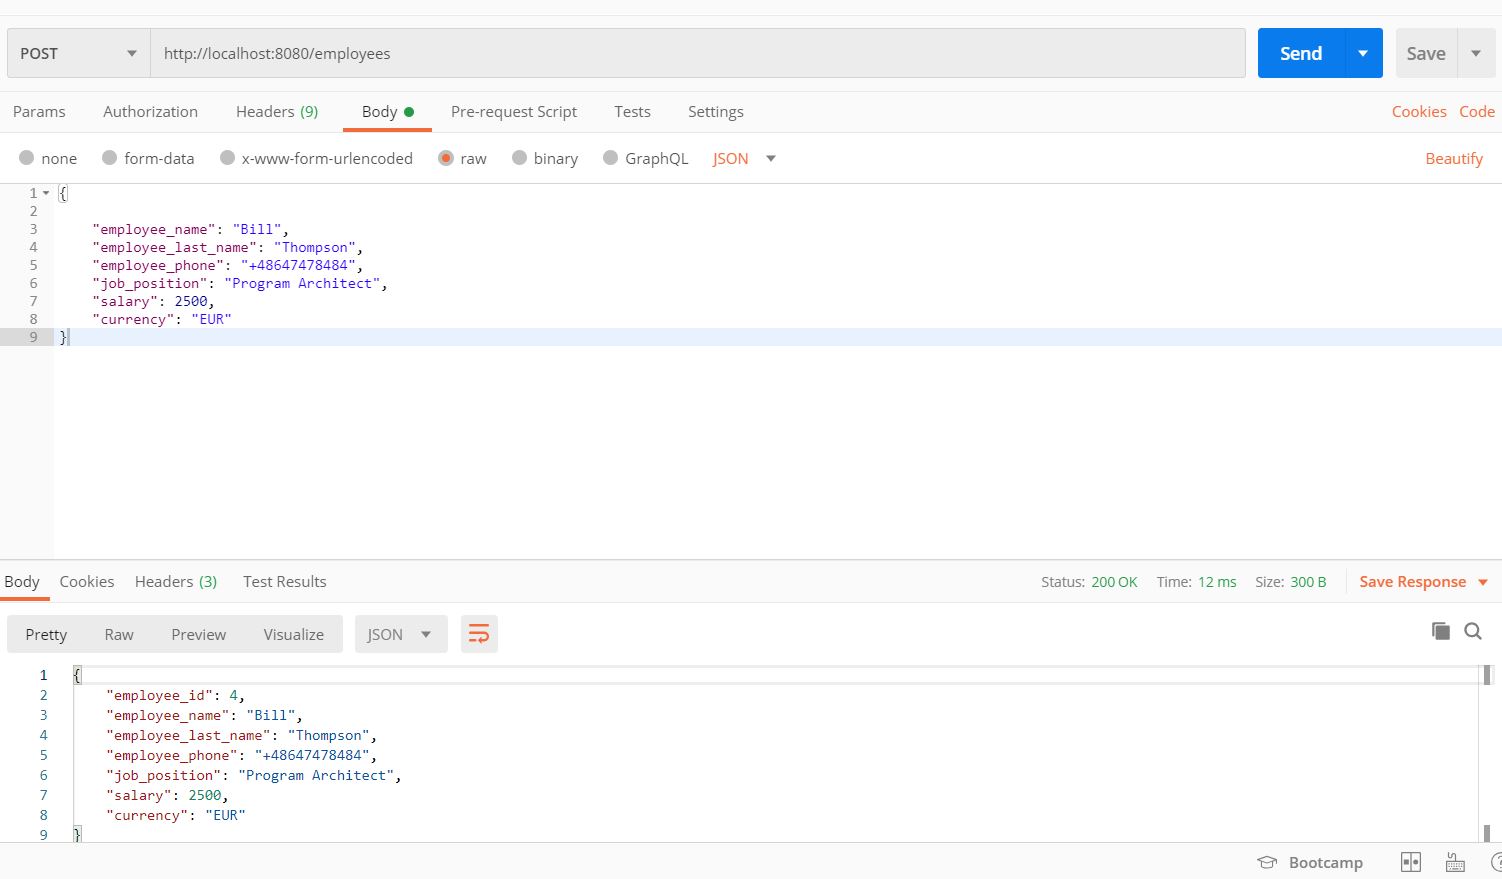 POST http://localhost:8080/employees Send Save
Params Authorization Headers (9) Body Pre-request Script Tests Settings Cookies Code
none form-data x-www-form-urlencoded raw binary GraphQL JSON Beautify
1 {
2
3 "employee_name": "Bill",
4 "employee_last_name": "Thompson",
5 "employee_phone": "+48647478484",
6 "job_position": "Program Architect",
7 "salary": 2500,
8 "currency": "EUR"
9 }
Body Cookies Headers (3) Test Results Status: 200 OK Time: 12 ms Size: 300 B Save Response
Pretty Raw Preview Visualize JSON
1 {
2 "employee_id": 4,
3 "employee_name": "Bill",
4 "employee_last_name": "Thompson",
5 "employee_phone": "+48647478484",
6 "job_position": "Program Architect",
7 "salary": 2500,
8 "currency": "EUR"
9 }
Bootcamp